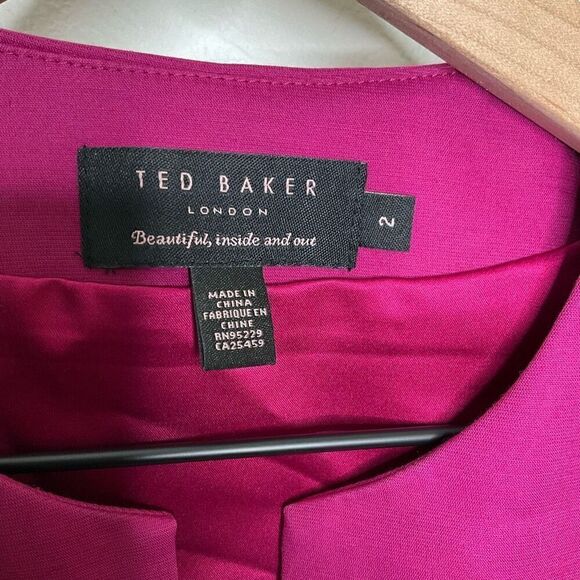 TED BAKER
LONDON
Beautiful, inside and out
2
MADE IN
CHINA
FABRIQUE EN
CHINE
RN95229
CA25459